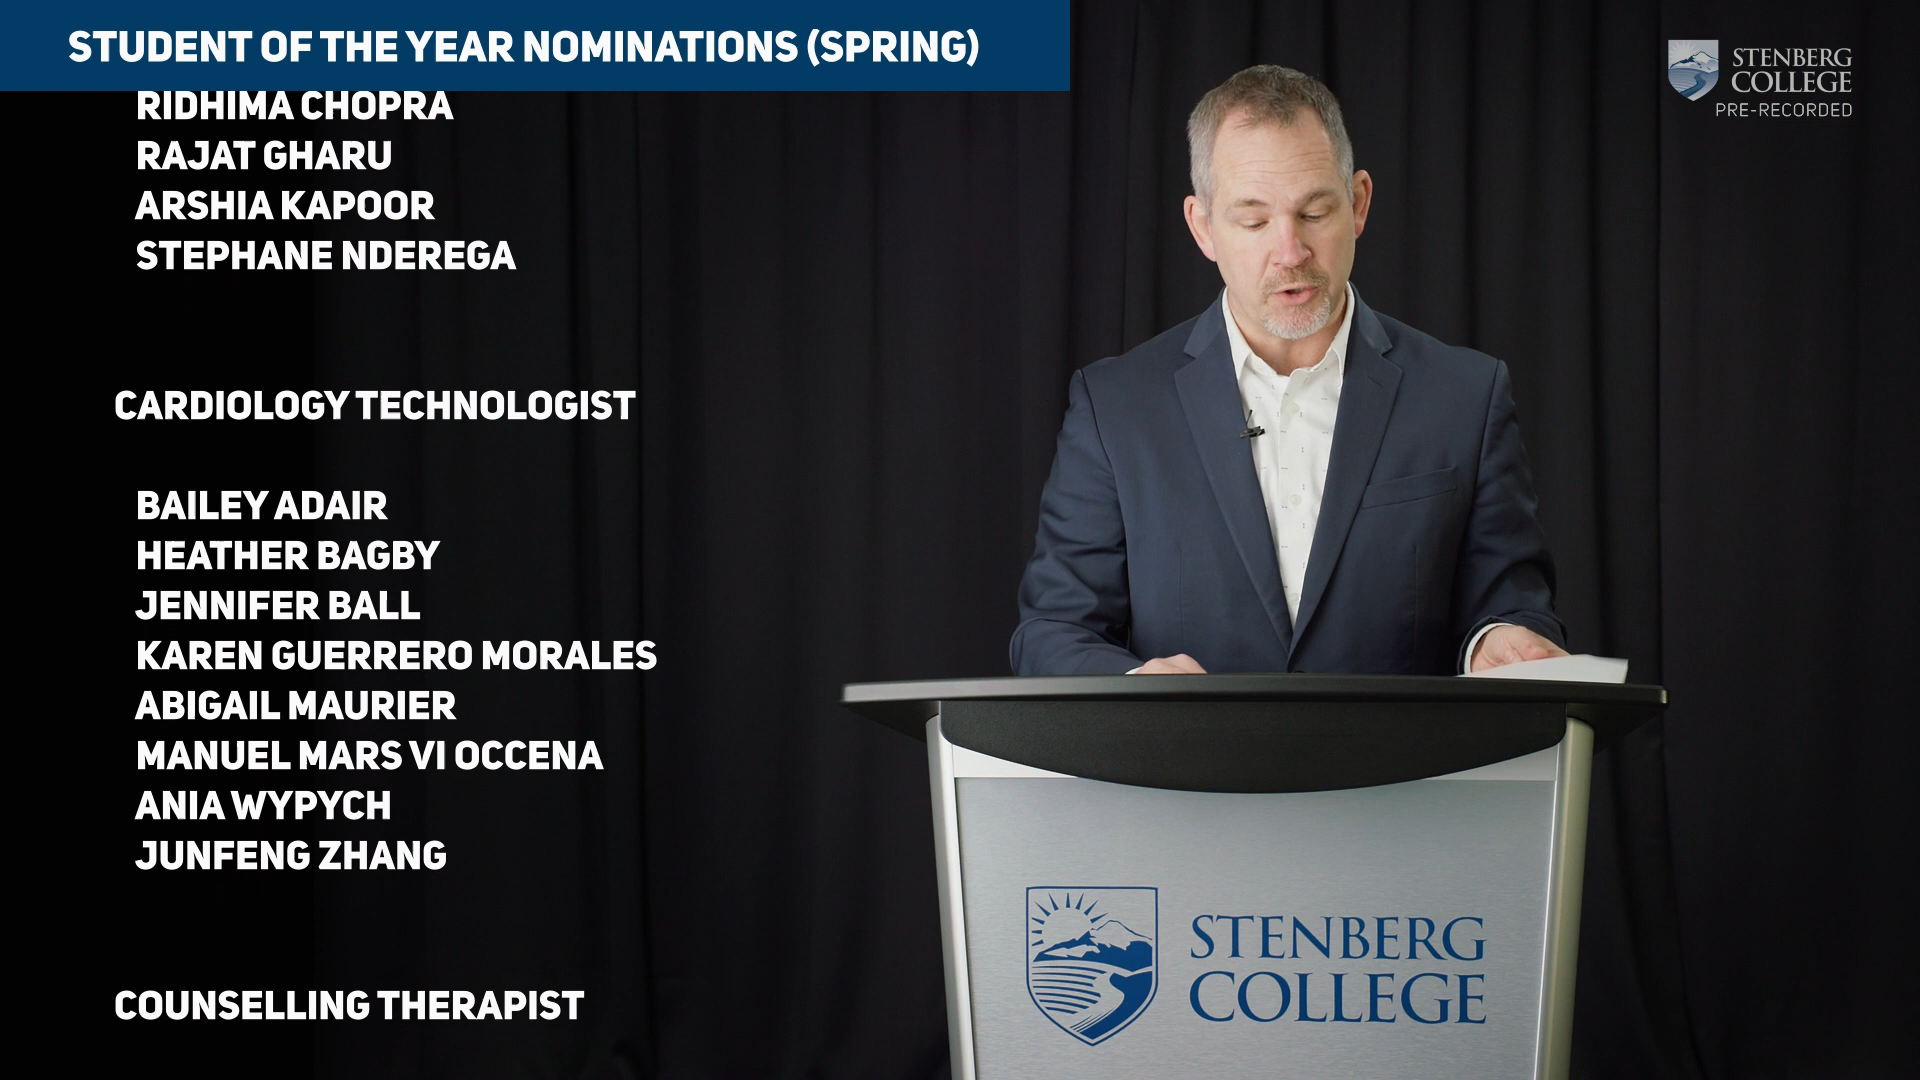 STUDENT OF THE YEAR NOMINATIONS (SPRING)
RIDHIMA CHOPRA
RAJAT GHARU
ARSHIA KAPOOR
STEPHANE NDEREGA
CARDIOLOGY TECHNOLOGIST
BAILEY ADAIR
HEATHER BAGBY
JENNIFER BALL
KAREN GUERRERO MORALES
ABIGAIL MAURIER
MANUEL MARS VI OCCENA
ANIA WYPYCH
JUNFENG ZHANG
COUNSELLING THERAPIST
STENBERG
COLLEGE
PRE-RECORDED
STENBERG
COLLEGE